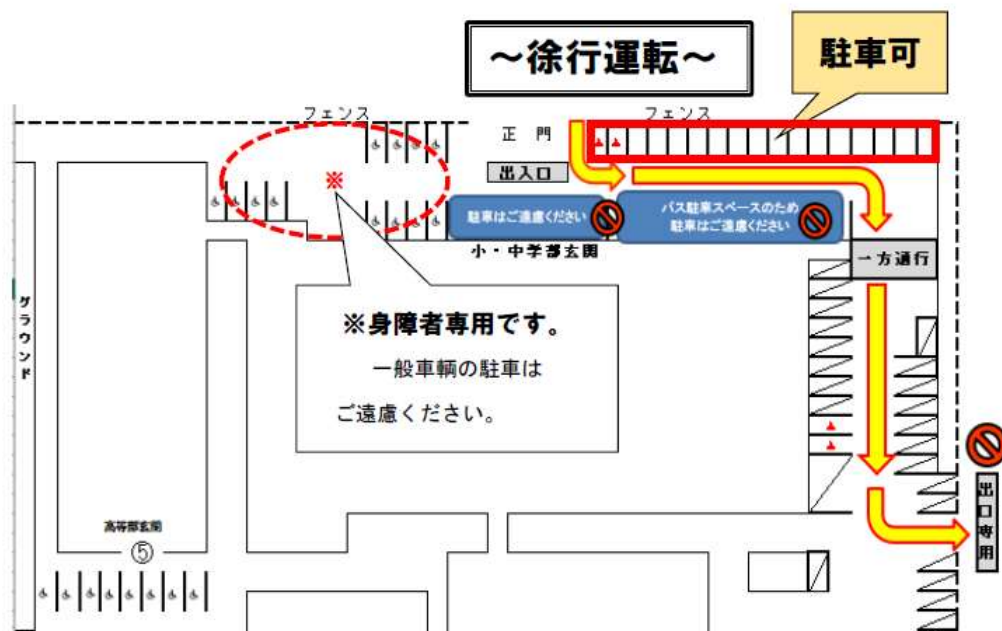 ～徐行運転～
駐車可
フェンス
正門
フェンス
出入口
※
駐車はご遠慮ください
バス駐車スペースのため
駐車はご遠慮ください
小・中学部玄関
一方通行
※身障者専用です。
一般車輌の駐車は
ご遠慮ください。
グラウンド
出口専用
高等部玄関
⑤